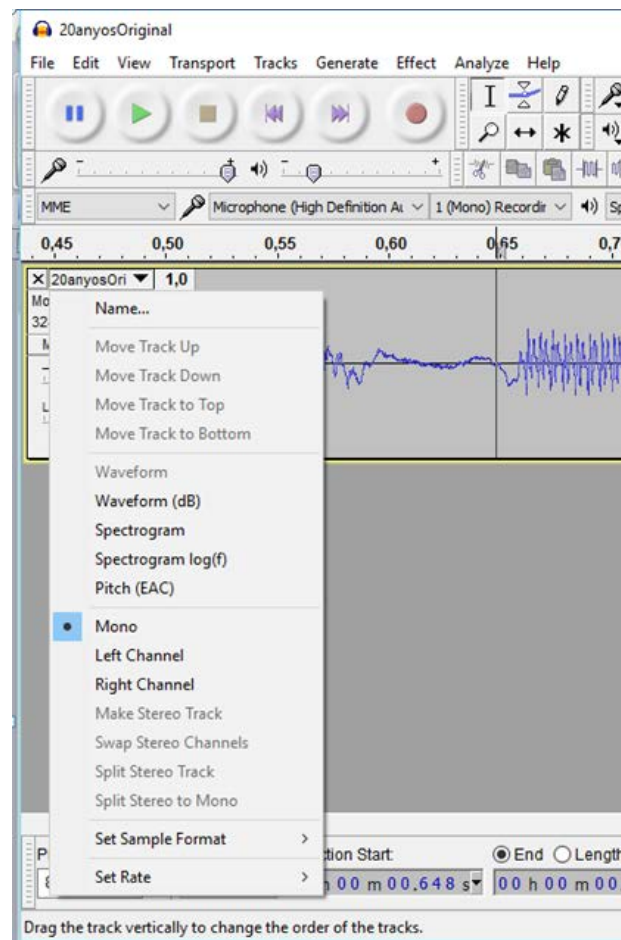 20anyosOriginal
File Edit View Transport Tracks Generate Effect Analyze Help
MME Microphone (High Definition Au 1 (Mono) Recordir
0,45 0,50 0,55 0,60 0,65 0,7
X 20anyosOri 1,0
Name...
Move Track Up
Move Track Down
Move Track to Top
Move Track to Bottom
Waveform
Waveform (dB)
Spectrogram
Spectrogram log(f)
Pitch (EAC)
Mono
Left Channel
Right Channel
Make Stereo Track
Swap Stereo Channels
Split Stereo Track
Split Stereo to Mono
Set Sample Format
Set Rate
ction Start: End Length
00 m 00.648 s 00 h 00 m 00
Drag the track vertically to change the order of the tracks.